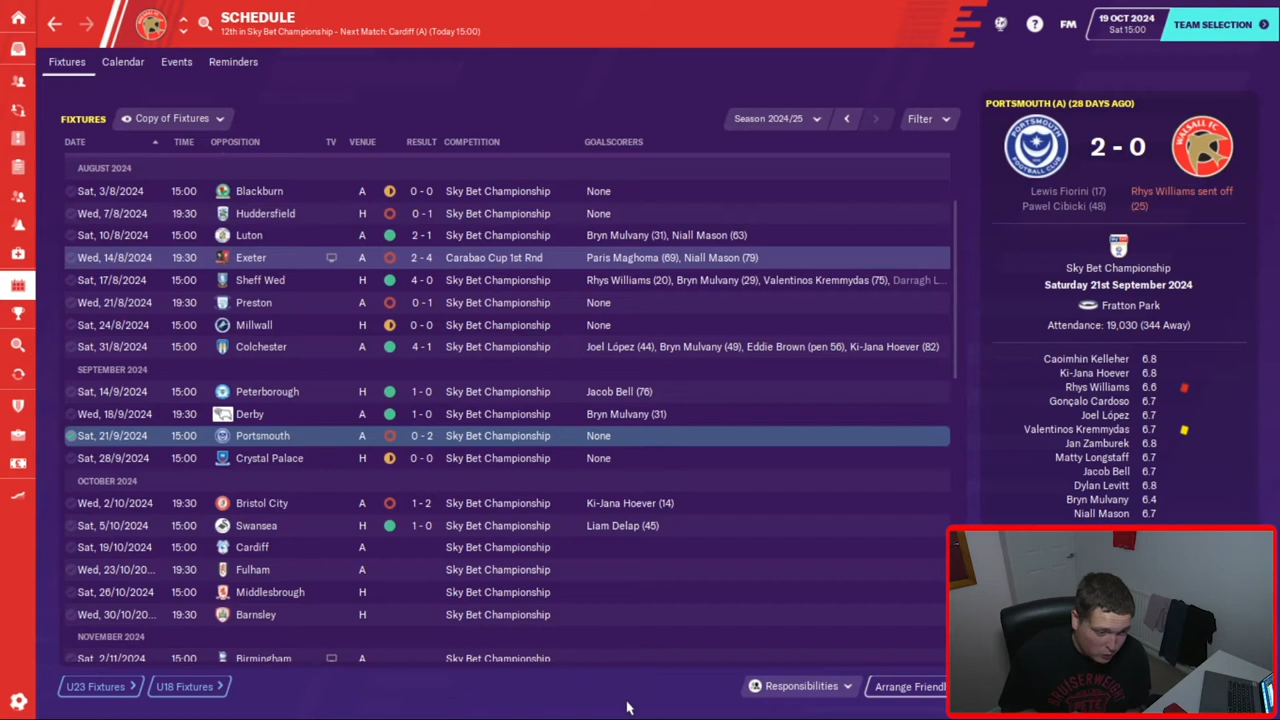 SCHEDULE
12th in Sky Bet Championship - Next Match: Cardiff (A) (Today 15:00)
FM
19 OCT 2024
Sat 15:00
TEAM SELECTION
Fixtures Calendar Events Reminders
FIXTURES Copy of Fixtures Season 2024/25 Filter
DATE TIME OPPOSITION TV VENUE RESULT COMPETITION GOALSCORERS
AUGUST 2024
Sat, 3/8/2024 15:00 Blackburn A 0 - 0 Sky Bet Championship None
Wed, 7/8/2024 19:30 Huddersfield H 0 - 1 Sky Bet Championship None
Sat, 10/8/2024 15:00 Luton A 2 - 1 Sky Bet Championship Bryn Mulvany (31), Niall Mason (63)
Wed, 14/8/2024 19:30 Exeter A 2 - 4 Carabao Cup 1st Rnd Paris Maghoma (69), Niall Mason (79)
Sat, 17/8/2024 15:00 Sheff Wed H 4 - 0 Sky Bet Championship Rhys Williams (20), Bryn Mulvany (29), Valentinos Kremmydas (75), Darragh L...
Wed, 21/8/2024 19:30 Preston A 0 - 1 Sky Bet Championship None
Sat, 24/8/2024 15:00 Millwall H 0 - 0 Sky Bet Championship None
Sat, 31/8/2024 15:00 Colchester A 4 - 1 Sky Bet Championship Joel López (44), Bryn Mulvany (49), Eddie Brown (pen 56), Ki-Jana Hoever (82)
SEPTEMBER 2024
Sat, 14/9/2024 15:00 Peterborough H 1 - 0 Sky Bet Championship Jacob Bell (76)
Wed, 18/9/2024 19:30 Derby A 1 - 0 Sky Bet Championship Bryn Mulvany (31)
Sat, 21/9/2024 15:00 Portsmouth A 0 - 2 Sky Bet Championship None
Sat, 28/9/2024 15:00 Crystal Palace H 0 - 0 Sky Bet Championship None
OCTOBER 2024
Wed, 2/10/2024 19:30 Bristol City A 1 - 2 Sky Bet Championship Ki-Jana Hoever (14)
Sat, 5/10/2024 15:00 Swansea H 1 - 0 Sky Bet Championship Liam Delap (45)
Sat, 19/10/2024 15:00 Cardiff A Sky Bet Championship
Wed, 23/10/20... 19:30 Fulham A Sky Bet Championship
Sat, 26/10/2024 15:00 Middlesbrough H Sky Bet Championship
Wed, 30/10/20... 19:30 Barnsley H Sky Bet Championship
NOVEMBER 2024
Sat, 2/11/2024 15:00 Birmingham A Sky Bet Championship
U23 Fixtures U18 Fixtures Responsibilities Arrange Friendl
PORTSMOUTH (A) (28 DAYS AGO)
2 - 0
WALSALL FC
Lewis Fiorini (17)
Pawel Cibicki (48)
Rhys Williams sent off
(25)
Sky Bet Championship
Saturday 21st September 2024
Fratton Park
Attendance: 19,030 (344 Away)
Caoimhin Kelleher 6.8
Ki-Jana Hoever 6.8
Rhys Williams 6.6
Gonçalo Cardoso 6.7
Joel López 6.7
Valentinos Kremmydas 6.7
Jan Zamburek 6.8
Matty Longstaff 6.7
Jacob Bell 6.7
Dylan Levitt 6.8
Bryn Mulvany 6.4
Niall Mason 6.7
BRUISERWEIGHT